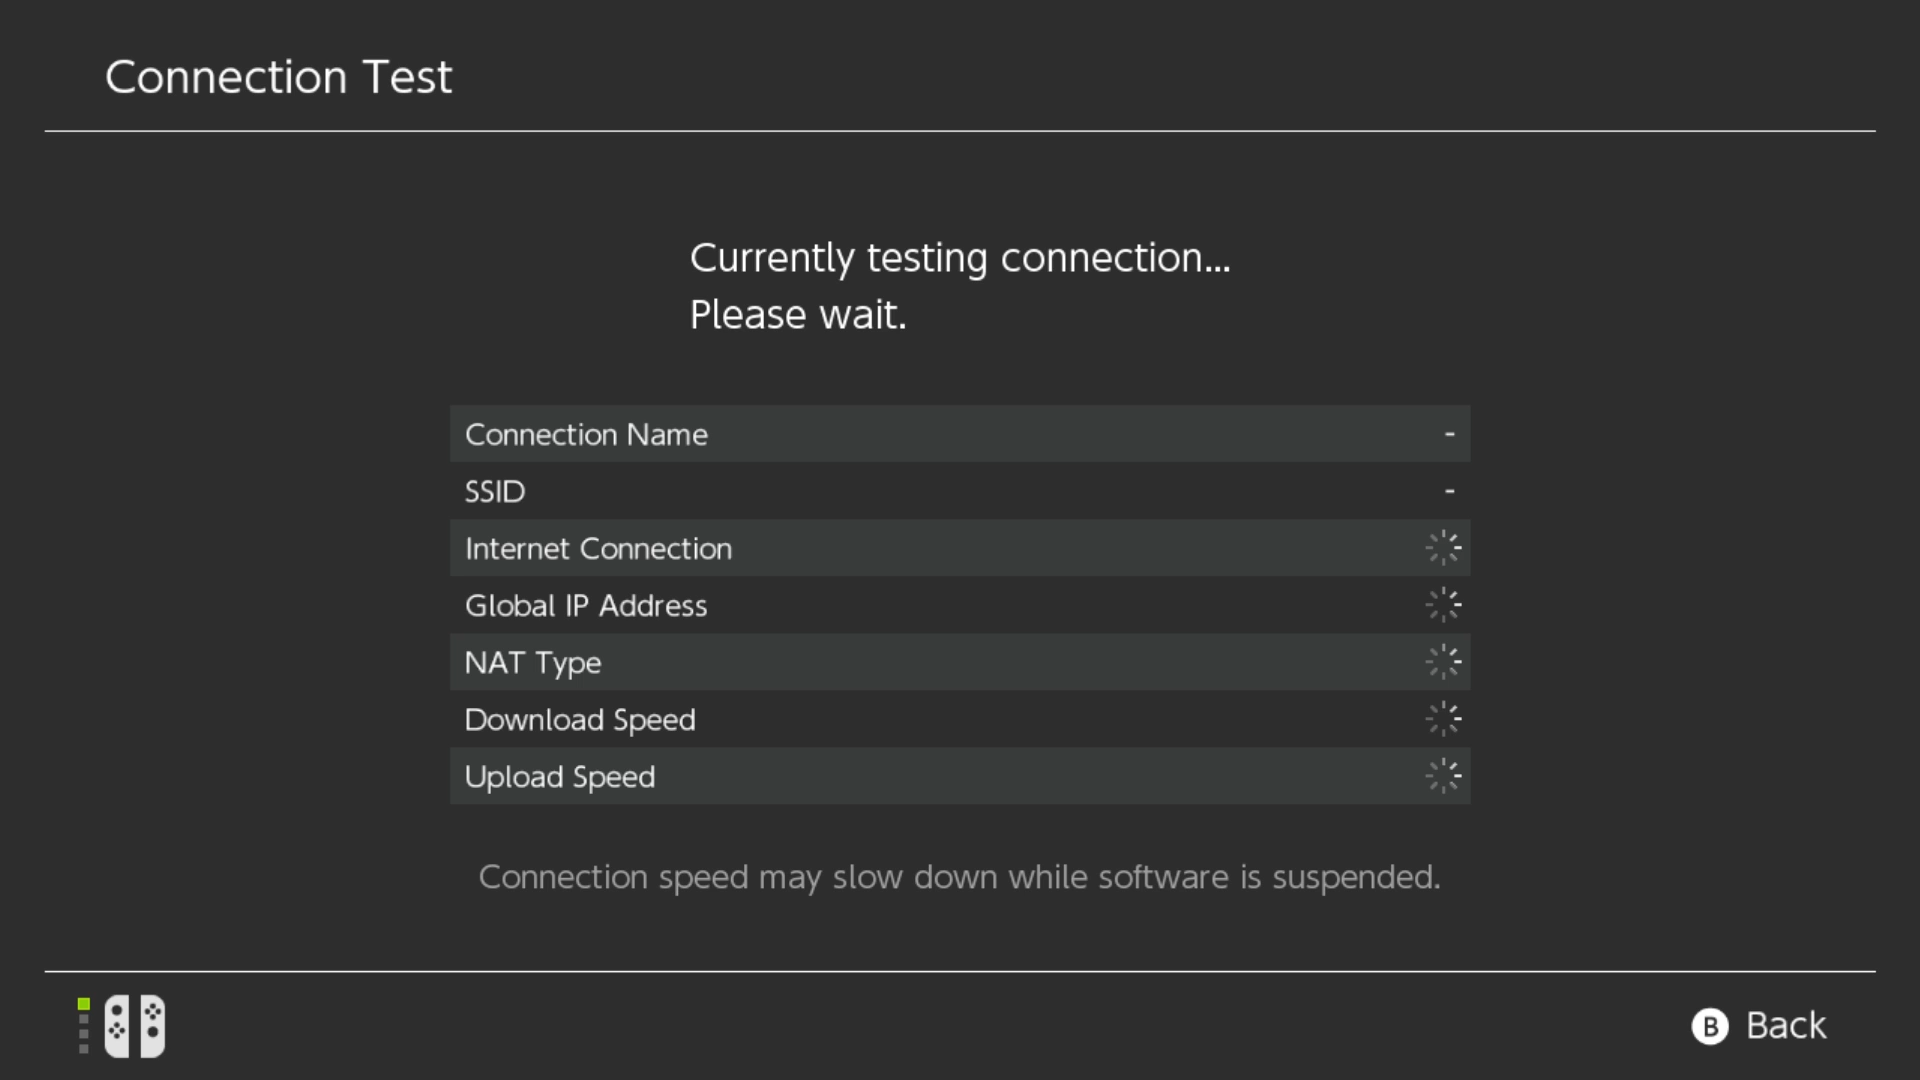 Connection Test
Currently testing connection...
Please wait.
Connection Name -
SSID -
Internet Connection
Global IP Address
NAT Type
Download Speed
Upload Speed
Connection speed may slow down while software is suspended.
B Back